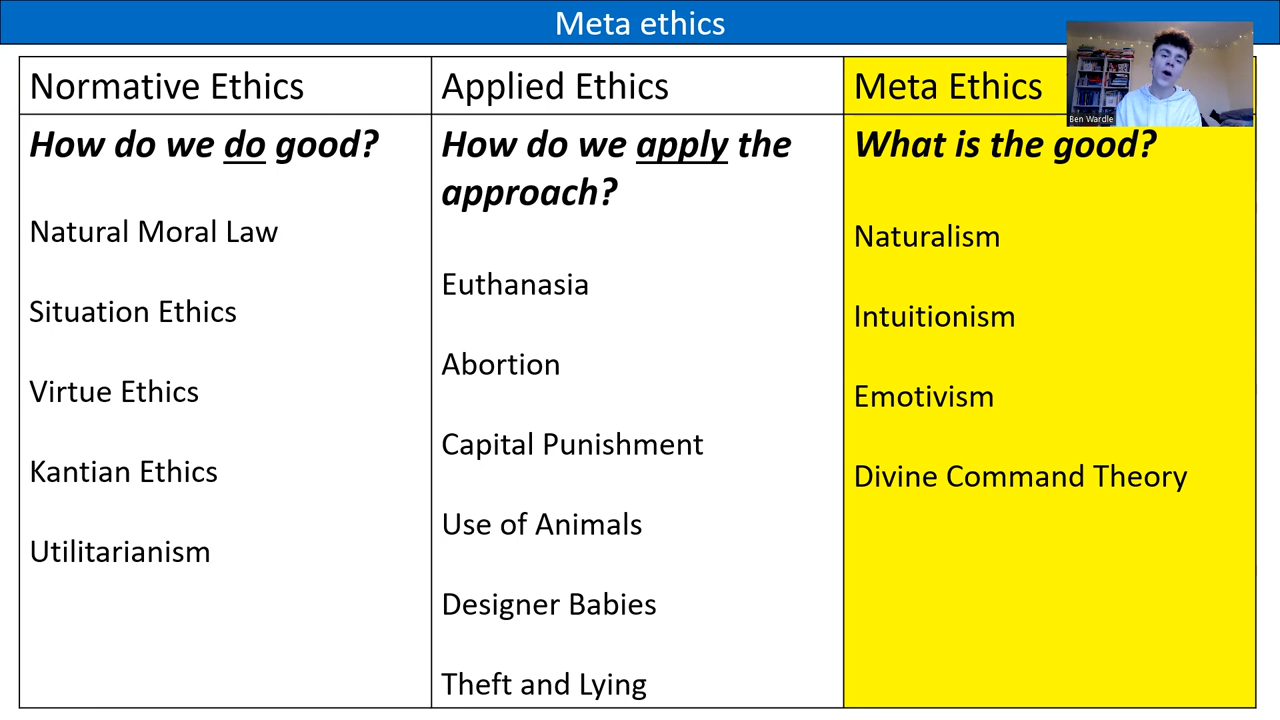 Meta ethics
Normative Ethics
Applied Ethics
Meta Ethics
Ben Wardle
How do we do good?
Natural Moral Law
Situation Ethics
Virtue Ethics
Kantian Ethics
Utilitarianism
How do we apply the
approach?
Euthanasia
Abortion
Capital Punishment
Use of Animals
Designer Babies
Theft and Lying
What is the good?
Naturalism
Intuitionism
Emotivism
Divine Command Theory